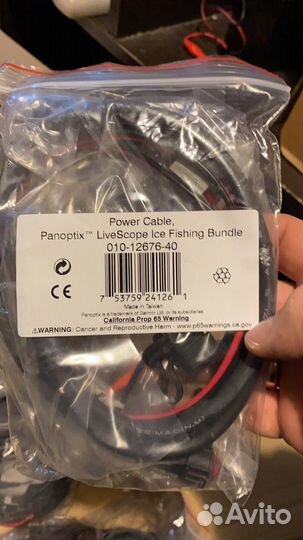 Power Cable,
Panoptix™ LiveScope Ice Fishing Bundle
010-12676-40
CE
7 53759 24126 1
Made in Taiwan
Panoptix is a trademark of Garmin Ltd. or its subsidiaries.
California Prop 65 Warning
WARNING: Cancer and Reproductive Harm - www.p65warnings.ca.gov
Avito